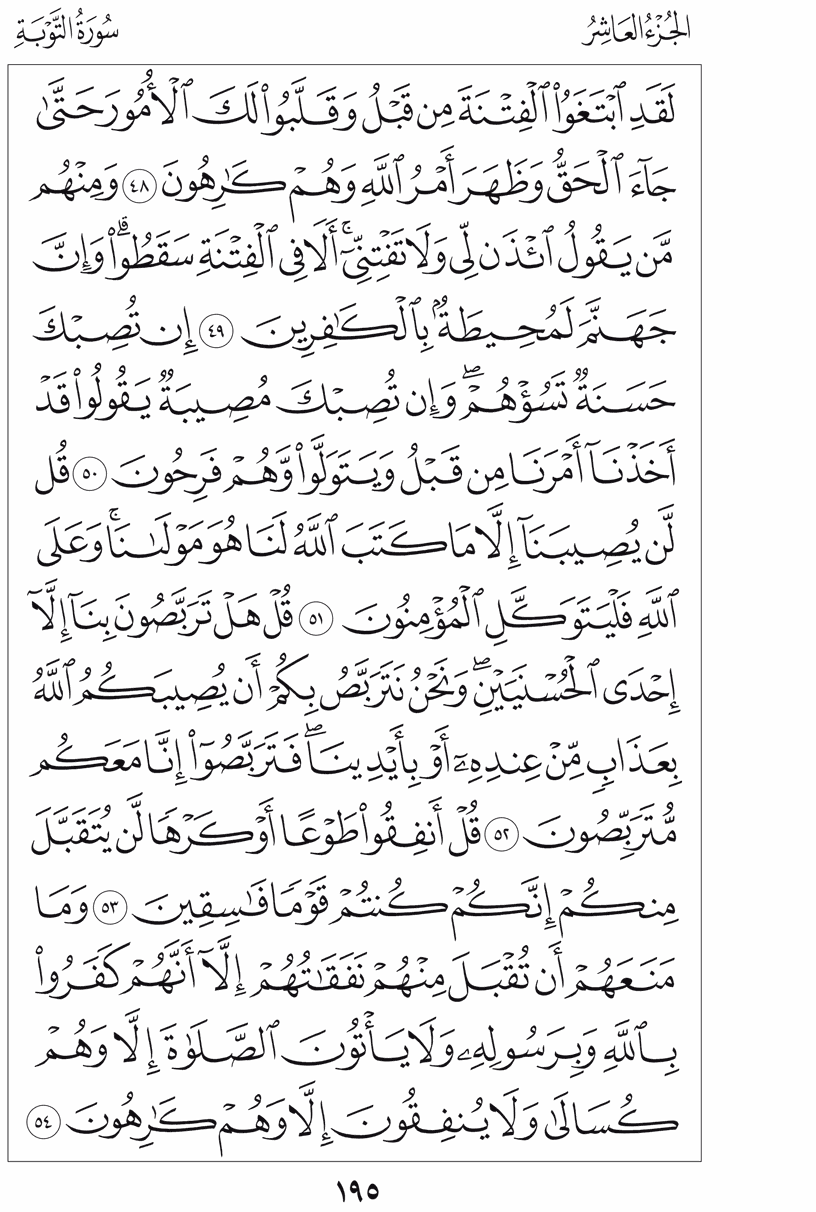 الجُزْءُ العَاشِرُ
سُورَةُ التَّوْبَةِ
لَقَدِ ٱبْتَغَوُا۟ ٱلْفِتْنَةَ مِن قَبْلُ وَقَلَّبُوا۟ لَكَ ٱلْأُمُورَ حَتَّىٰ
جَآءَ ٱلْحَقُّ وَظَهَرَ أَمْرُ ٱللَّهِ وَهُمْ كَـٰرِهُونَ ٤٨ وَمِنْهُم
مَّن يَقُولُ ٱئْذَن لِّى وَلَا تَفْتِنِّىٓ ۚ أَلَا فِى ٱلْفِتْنَةِ سَقَطُوا۟ ۗ وَإِنَّ
جَهَنَّمَ لَمُحِيطَةٌۢ بِٱلْكَـٰفِرِينَ ٤٩ إِن تُصِبْكَ
حَسَنَةٌ تَسُؤْهُمْ ۖ وَإِن تُصِبْكَ مُصِيبَةٌ يَقُولُوا۟ قَدْ
أَخَذْنَآ أَمْرَنَا مِن قَبْلُ وَيَتَوَلَّوا۟ وَّهُمْ فَرِحُونَ ٥٠ قُل
لَّن يُصِيبَنَآ إِلَّا مَا كَتَبَ ٱللَّهُ لَنَا هُوَ مَوْلَىٰنَا ۚ وَعَلَى
ٱللَّهِ فَلْيَتَوَكَّلِ ٱلْمُؤْمِنُونَ ٥١ قُلْ هَلْ تَرَبَّصُونَ بِنَآ إِلَّآ
إِحْدَى ٱلْحُسْنَيَيْنِ ۖ وَنَحْنُ نَتَرَبَّصُ بِكُمْ أَن يُصِيبَكُمُ ٱللَّهُ
بِعَذَابٍ مِّنْ عِندِهِۦٓ أَوْ بِأَيْدِينَا ۖ فَتَرَبَّصُوٓا۟ إِنَّا مَعَكُم
مُّتَرَبِّصُونَ ٥٢ قُلْ أَنفِقُوا۟ طَوْعًا أَوْ كَرْهًا لَّن يُتَقَبَّلَ
مِنكُمْ إِنَّكُمْ كُنتُمْ قَوْمًا فَـٰسِقِينَ ٥٣ وَمَا
مَنَعَهُمْ أَن تُقْبَلَ مِنْهُمْ نَفَقَـٰتُهُمْ إِلَّآ أَنَّهُمْ كَفَرُوا۟
بِٱللَّهِ وَبِرَسُولِهِۦ وَلَا يَأْتُونَ ٱلصَّلَوٰةَ إِلَّا وَهُمْ
كُسَالَىٰ وَلَا يُنفِقُونَ إِلَّا وَهُمْ كَـٰرِهُونَ ٥٤
١٩٥